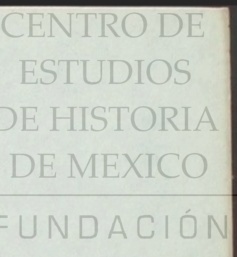 CENTRO DE
ESTUDIOS
DE HISTORIA
DE MEXICO
FUNDACIÓN